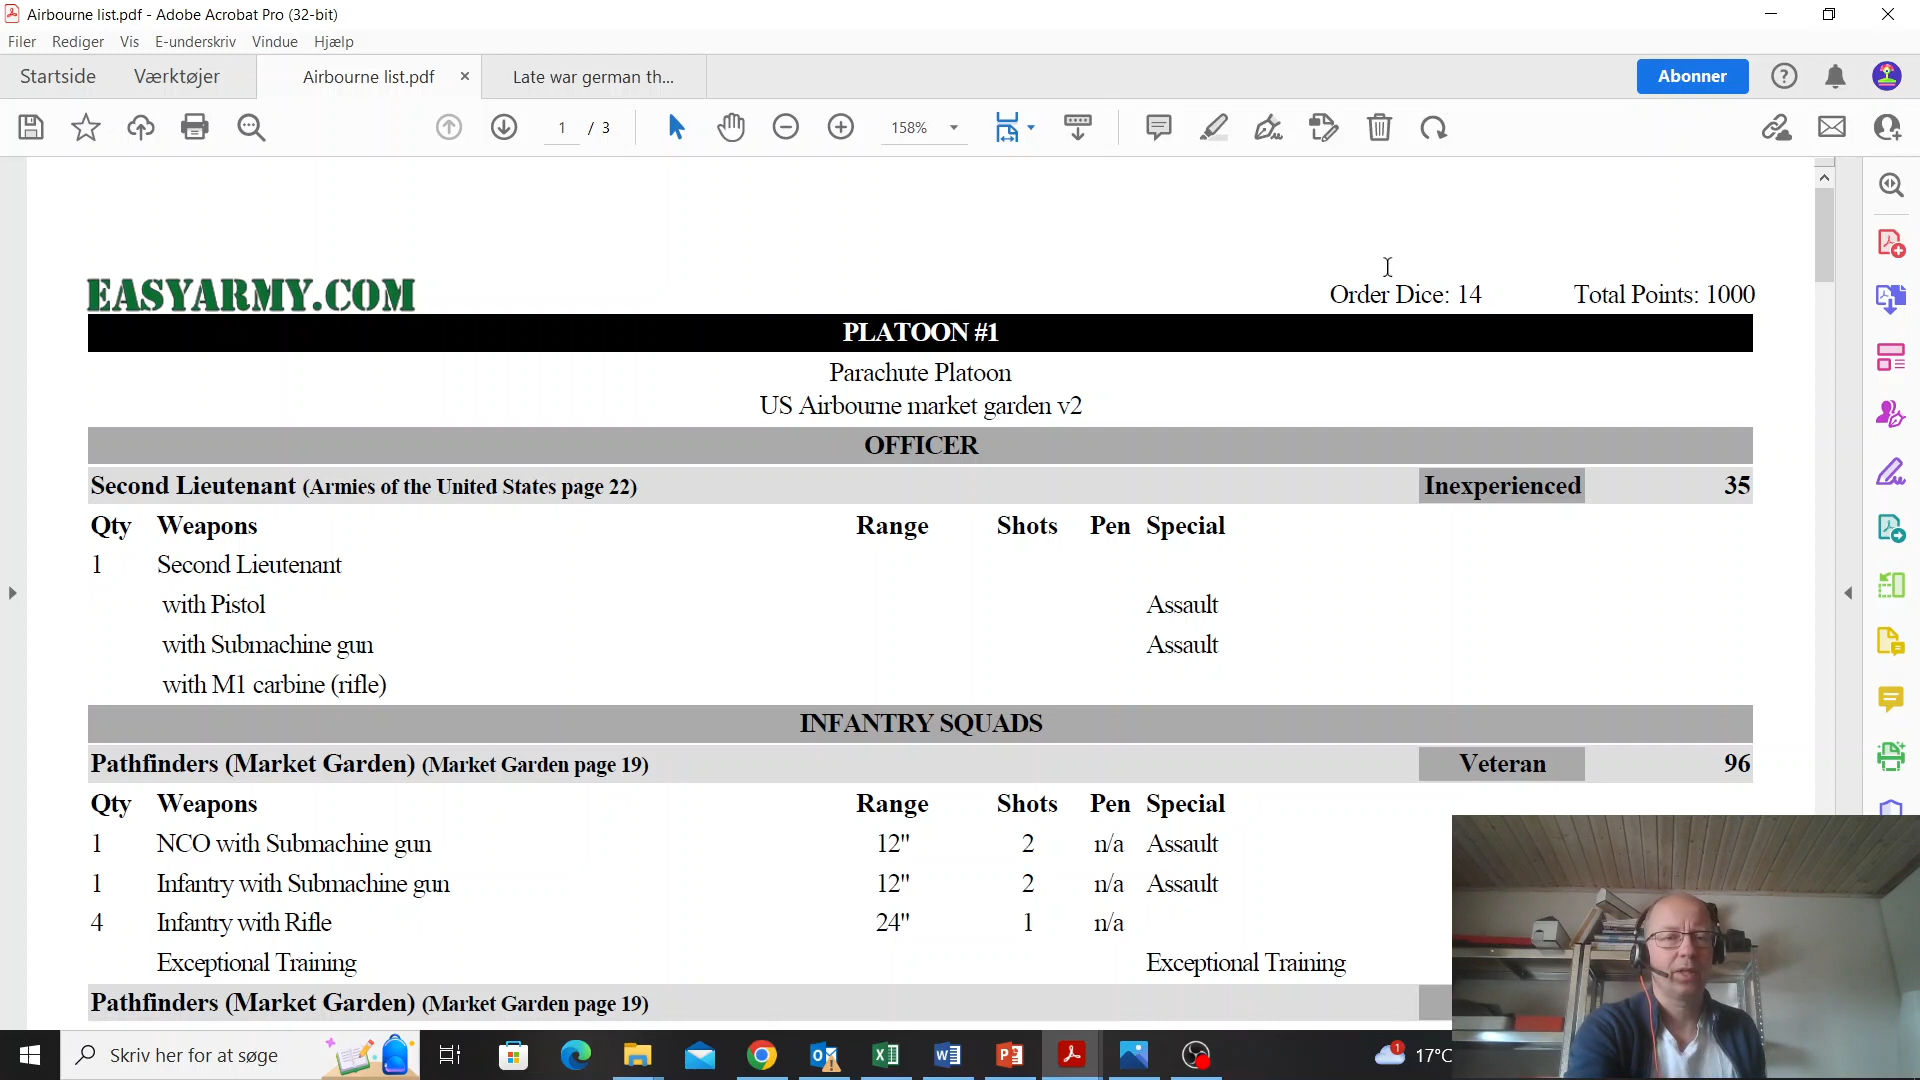 Airbourne list.pdf - Adobe Acrobat Pro (32-bit)
Filer Rediger Vis E-underskriv Vindue Hjælp
Startside Værktøjer Airbourne list.pdf × Late war german th... Abonner
1 / 3 158%
EASYARMY.COM Order Dice: 14 Total Points: 1000
PLATOON #1
Parachute Platoon
US Airbourne market garden v2
OFFICER
Second Lieutenant (Armies of the United States page 22) Inexperienced 35
Qty Weapons Range Shots Pen Special
1 Second Lieutenant
with Pistol Assault
with Submachine gun Assault
with M1 carbine (rifle)
INFANTRY SQUADS
Pathfinders (Market Garden) (Market Garden page 19) Veteran 96
Qty Weapons Range Shots Pen Special
1 NCO with Submachine gun 12" 2 n/a Assault
1 Infantry with Submachine gun 12" 2 n/a Assault
4 Infantry with Rifle 24" 1 n/a
Exceptional Training Exceptional Training
Pathfinders (Market Garden) (Market Garden page 19)
Skriv her for at søge 1 17°C